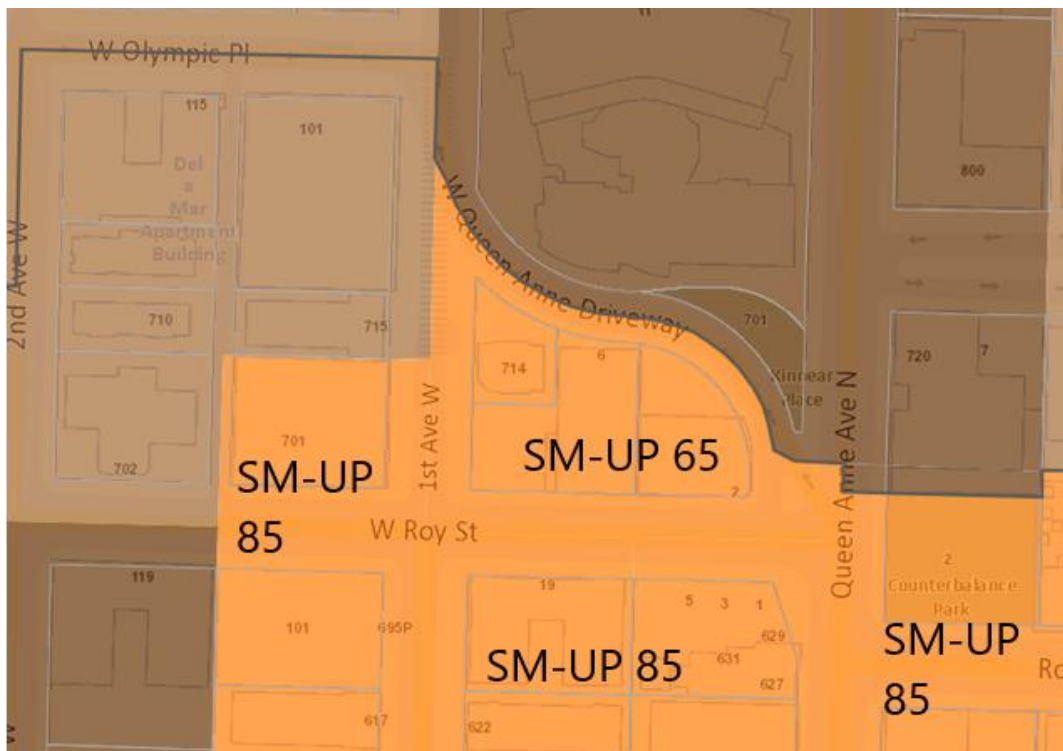 W Olympic Pl
115
101
Del
a
Mar
Apartment
Building
2nd Ave W
710
715
702
701
SM-UP
85
1st Ave W
W Queen Anne Driveway
714
6
701
Kinnear
Place
SM-UP 65
2
Queen Anne Ave N
800
720
7
W Roy St
119
101
695P
617
19
5 3 1
629
631
627
SM-UP 85
622
2
Counterbalance
Park
SM-UP
85
Ro
W